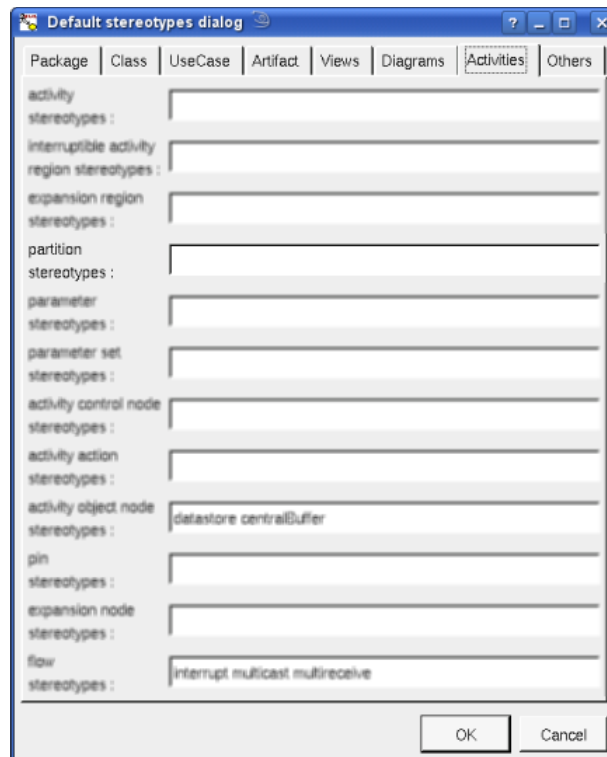 Default stereotypes dialog
Package Class UseCase Artifact Views Diagrams Activities Others
activity
stereotypes :
interruptible activity
region stereotypes :
expansion region
stereotypes :
partition
stereotypes :
parameter
stereotypes :
parameter set
stereotypes :
activity control node
stereotypes :
activity action
stereotypes :
activity object node
stereotypes :
datastore centralBuffer
pin
stereotypes :
expansion node
stereotypes :
flow
stereotypes :
interrupt multicast multireceive
OK Cancel